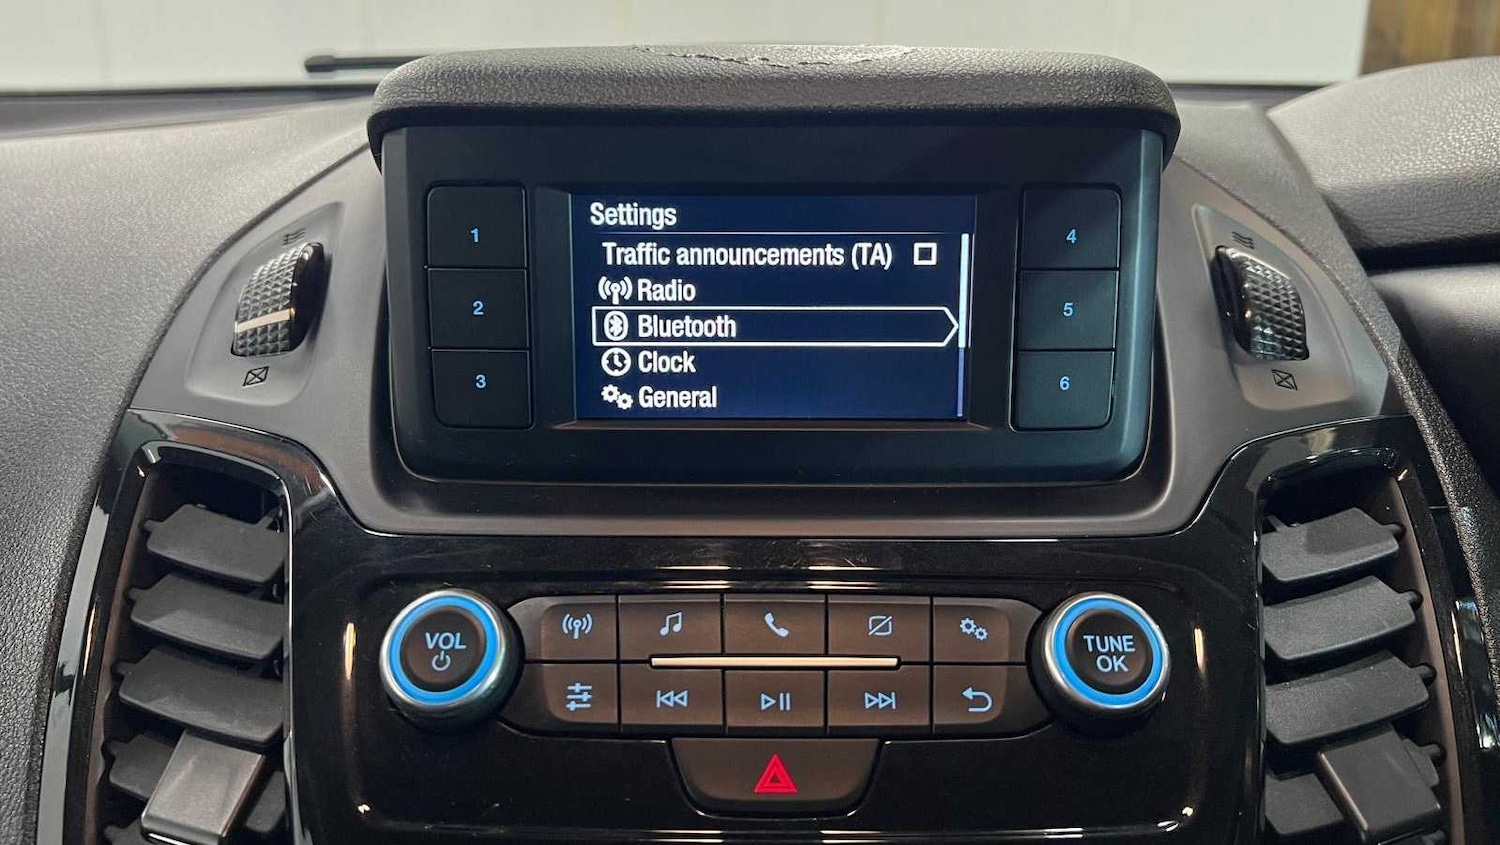 Settings
Traffic announcements (TA)
Radio
Bluetooth
Clock
General
1
2
3
4
5
6
VOL
TUNE
OK